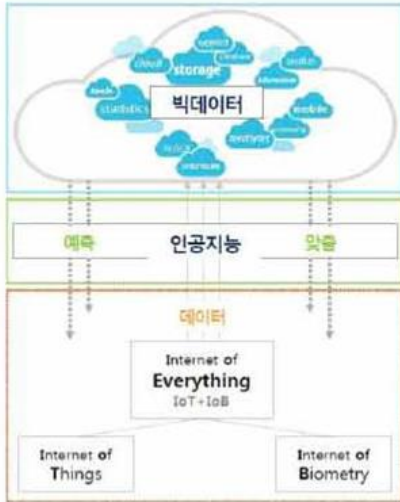 cloud
storage
statistics
빅데이터
mobile
예측
인공지능
맞춤
데이터
Internet of
Everything
IoT+IoB
Internet of
Things
Internet of
Biometry